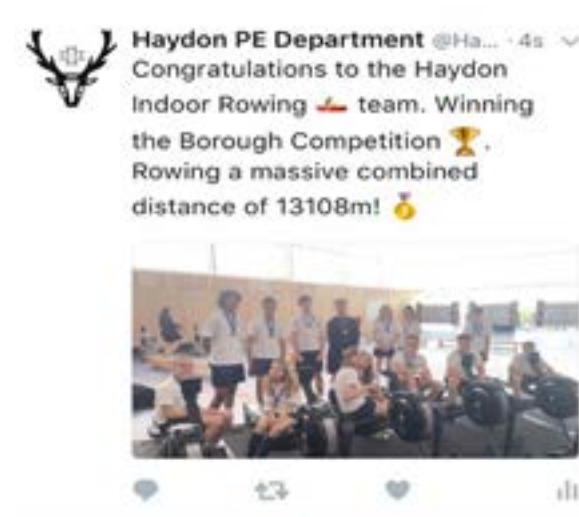 Haydon PE Department @Ha... · 4s
Congratulations to the Haydon
Indoor Rowing 🚣 team. Winning
the Borough Competition 🏆.
Rowing a massive combined
distance of 13108m! 🏅